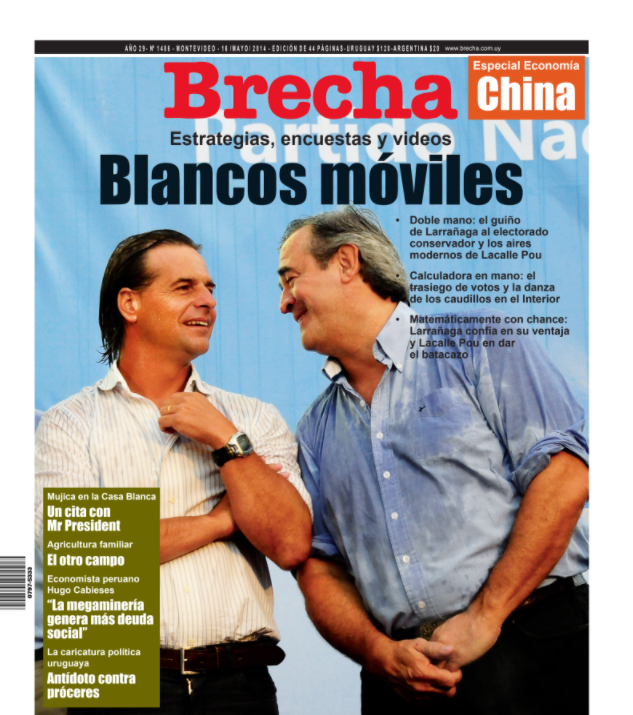 AÑO 29- Nº 1486 - MONTEVIDEO - 16 /MAYO/ 2014 - EDICIÓN DE 44 PÁGINAS-URUGUAY $120-ARGENTINA $20 www.brecha.com.uy
Especial Economía
China
Brecha
Partido Na
Estrategias, encuestas y videos
Blancos móviles
• Doble mano: el guiño
de Larrañaga al electorado
conservador y los aires
modernos de Lacalle Pou
• Calculadora en mano: el
trasiego de votos y la danza
de los caudillos en el Interior
• Matemáticamente con chance:
Larrañaga confía en su ventaja
y Lacalle Pou en dar
el batacazo
Mujica en la Casa Blanca
Un cita con
Mr President
Agricultura familiar
El otro campo
Economista peruano
Hugo Cabieses
“La megaminería
genera más deuda
social”
La caricatura política
uruguaya
Antídoto contra
próceres
0797-5333